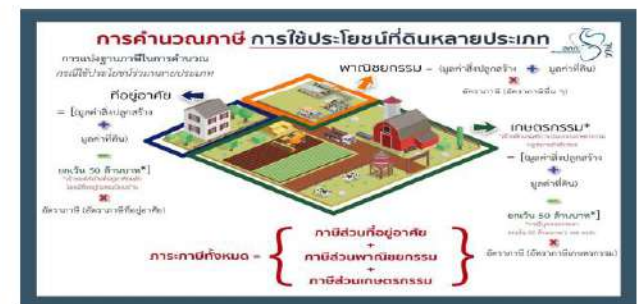 การคำนวณภาษี การใช้ประโยชน์ที่ดินหลายประเภท
การแบ่งฐานภาษีในการคำนวณ
กรณีใช้ประโยชน์ร่วมหลายประเภท
พาณิชยกรรม = (มูลค่าสิ่งปลูกสร้าง + มูลค่าที่ดิน)
อัตราภาษี (อัตราภาษีอื่น ๆ)
ที่อยู่อาศัย
= [(มูลค่าสิ่งปลูกสร้าง
+
มูลค่าที่ดิน)
-
ยกเว้น 50 ล้านบาท*]
อัตราภาษี (อัตราภาษีที่อยู่อาศัย)
เกษตรกรรม*
= [(มูลค่าสิ่งปลูกสร้าง
+
มูลค่าที่ดิน)
-
ยกเว้น 50 ล้านบาท*]
อัตราภาษี (อัตราภาษีเกษตรกรรม)
ภาระภาษีทั้งหมด =
ภาษีส่วนที่อยู่อาศัย
+
ภาษีส่วนพาณิชยกรรม
+
ภาษีส่วนเกษตรกรรม